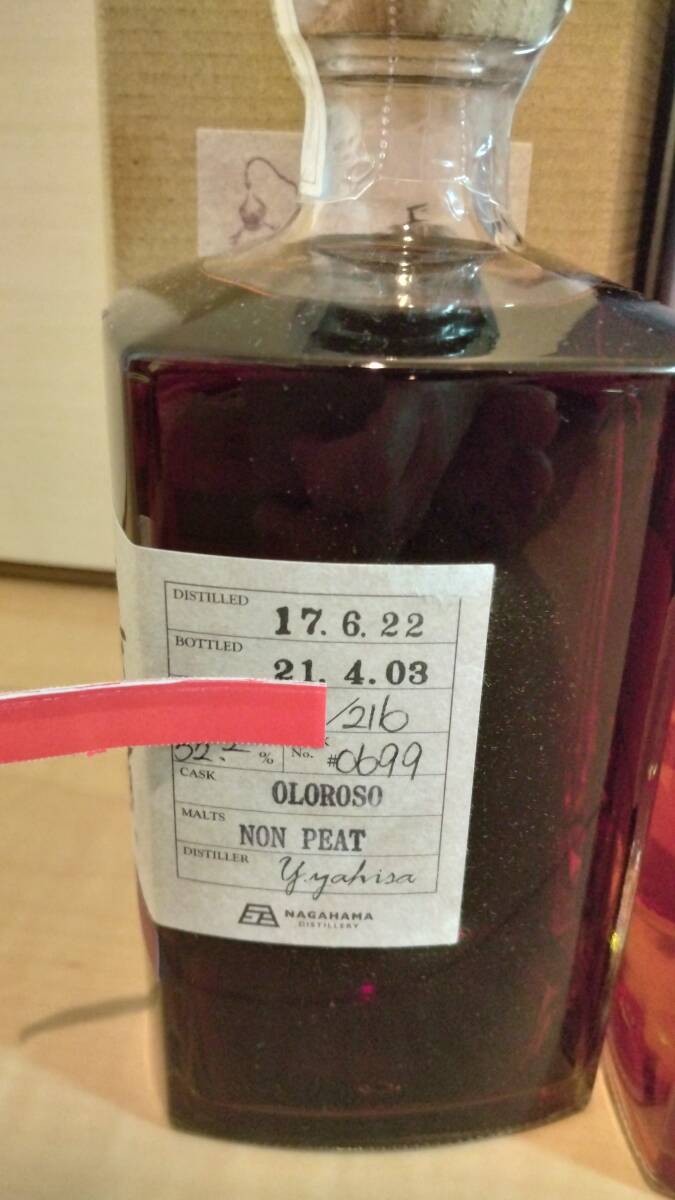 DISTILLED 17. 6. 22
BOTTLED 21. 4. 03
/216
% No. #0699
CASK OLOROSO
MALTS NON PEAT
DISTILLER Y.yahisa
NAGAHAMA
DISTILLERY